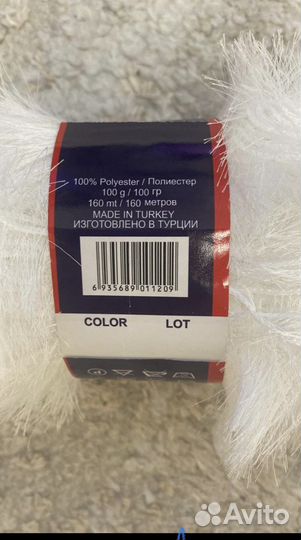 100% Polyester / Полиестер
100 g / 100 гр
160 mt / 160 метров
MADE IN TURKEY
ИЗГОТОВЛЕНО В ТУРЦИИ
6 935689 011209
COLOR LOT
P
Avito